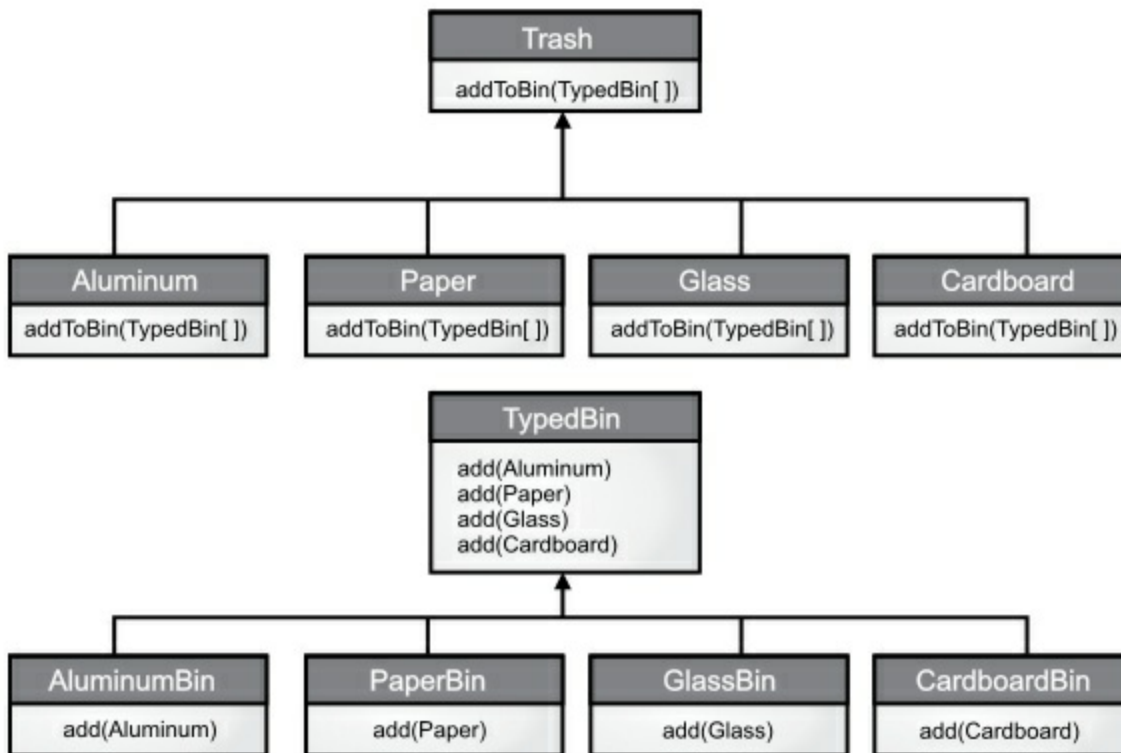 Trash
addToBin(TypedBin[ ])
Aluminum
addToBin(TypedBin[ ])
Paper
addToBin(TypedBin[ ])
Glass
addToBin(TypedBin[ ])
Cardboard
addToBin(TypedBin[ ])
TypedBin
add(Aluminum)
add(Paper)
add(Glass)
add(Cardboard)
AluminumBin
add(Aluminum)
PaperBin
add(Paper)
GlassBin
add(Glass)
CardboardBin
add(Cardboard)